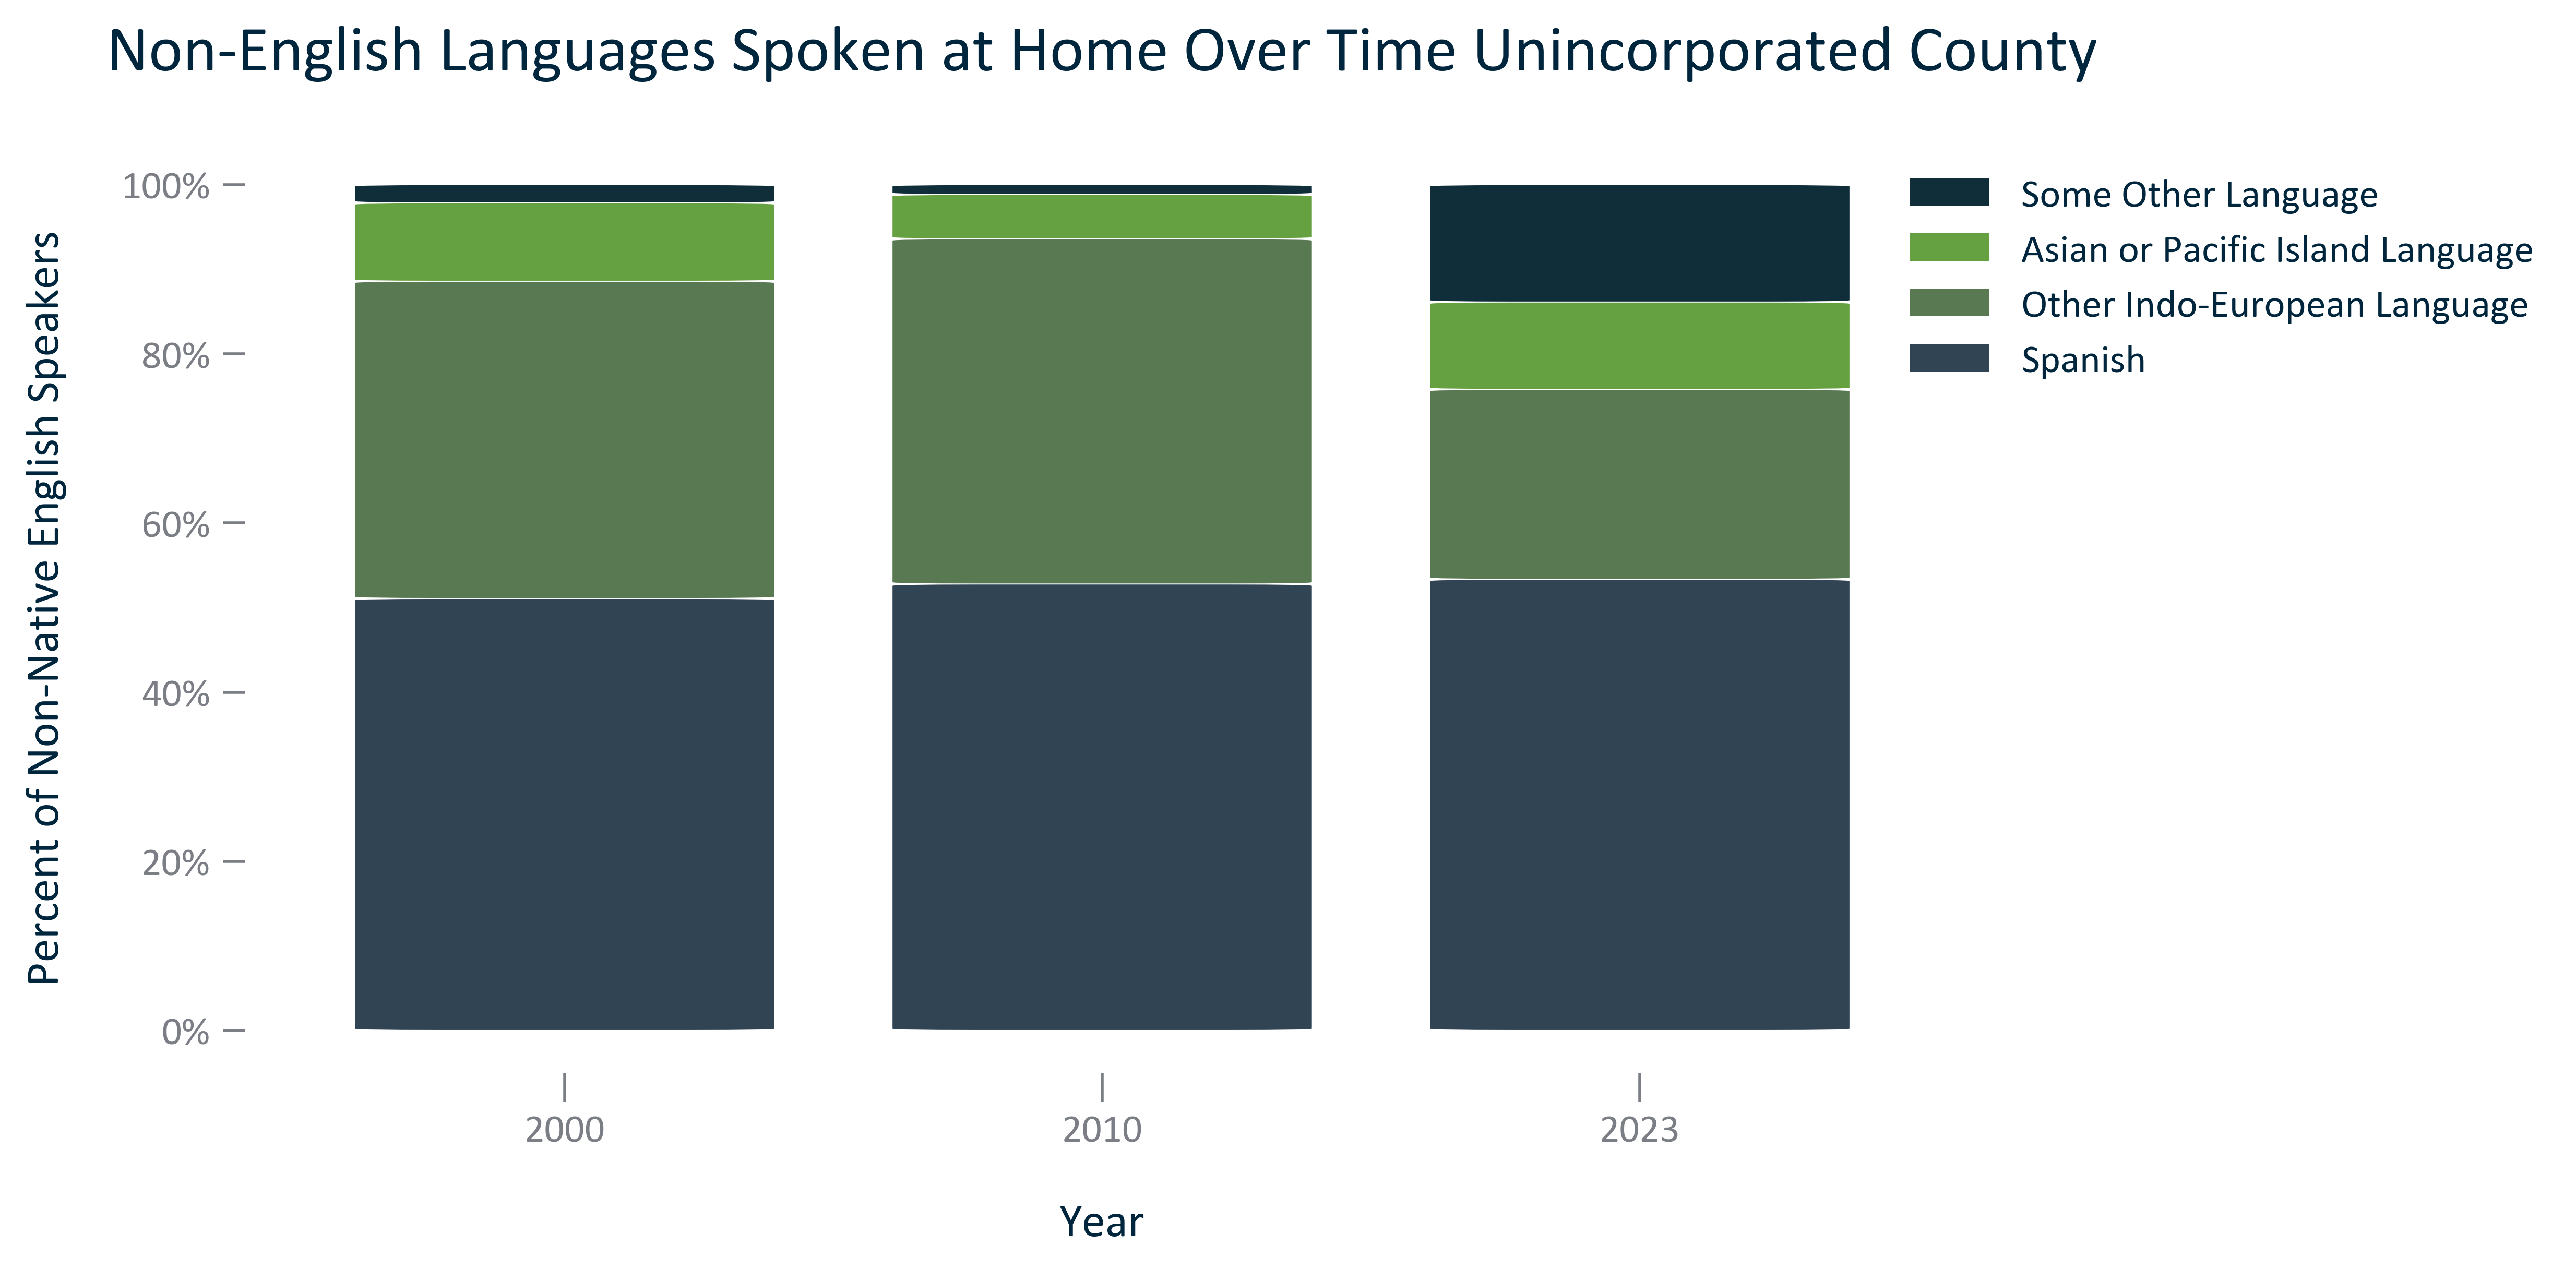 Non-English Languages Spoken at Home Over Time Unincorporated County
Percent of Non-Native English Speakers
100%
80%
60%
40%
20%
0%
2000
2010
2023
Year
Some Other Language
Asian or Pacific Island Language
Other Indo-European Language
Spanish